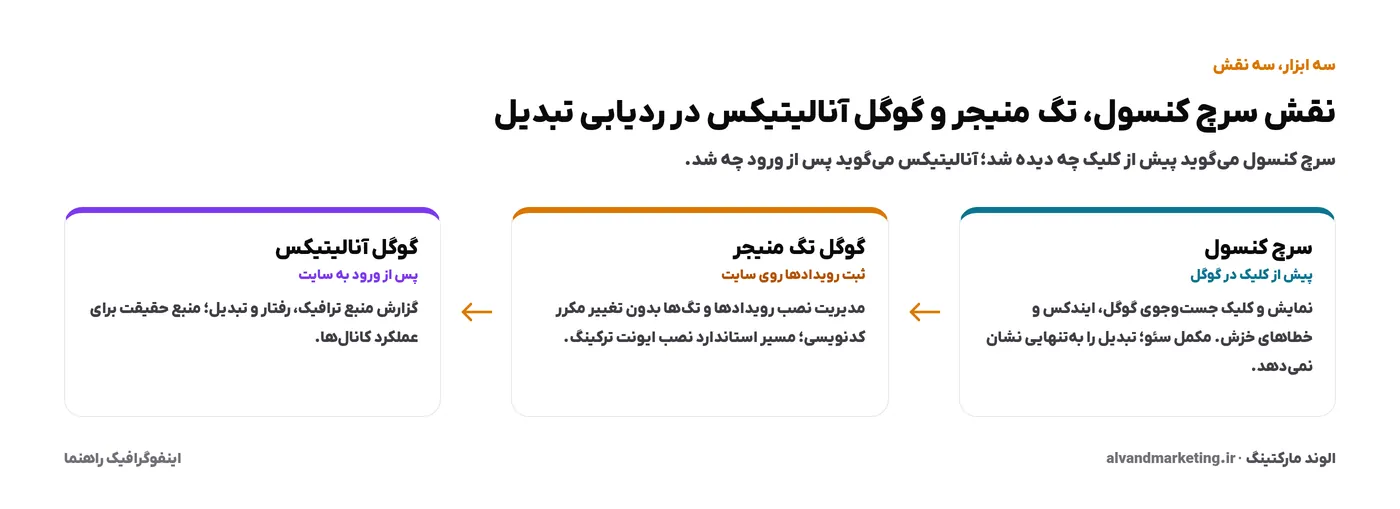 سه ابزار، سه نقش
نقش سرچ کنسول، تگ منیجر و گوگل آنالیتیکس در ردیابی تبدیل
سرچ کنسول می‌گوید پیش از کلیک چه دیده شد؛ آنالیتیکس می‌گوید پس از ورود چه شد.
سرچ کنسول
پیش از کلیک در گوگل
نمایش و کلیک جست‌وجوی گوگل، ایندکس و
خطاهای خزش. مکمل سئو؛ تبدیل را به‌تنهایی نشان
نمی‌دهد.
گوگل تگ منیجر
ثبت رویدادها روی سایت
مدیریت نصب رویدادها و تگ‌ها بدون تغییر مکرر
کدنویسی؛ مسیر استاندارد نصب ایونت ترکینگ.
گوگل آنالیتیکس
پس از ورود به سایت
گزارش منبع ترافیک، رفتار و تبدیل؛ منبع حقیقت برای
عملکرد کانال‌ها.
الوند مارکتینگ · alvandmarketing.ir
اینفوگرافیک راهنما